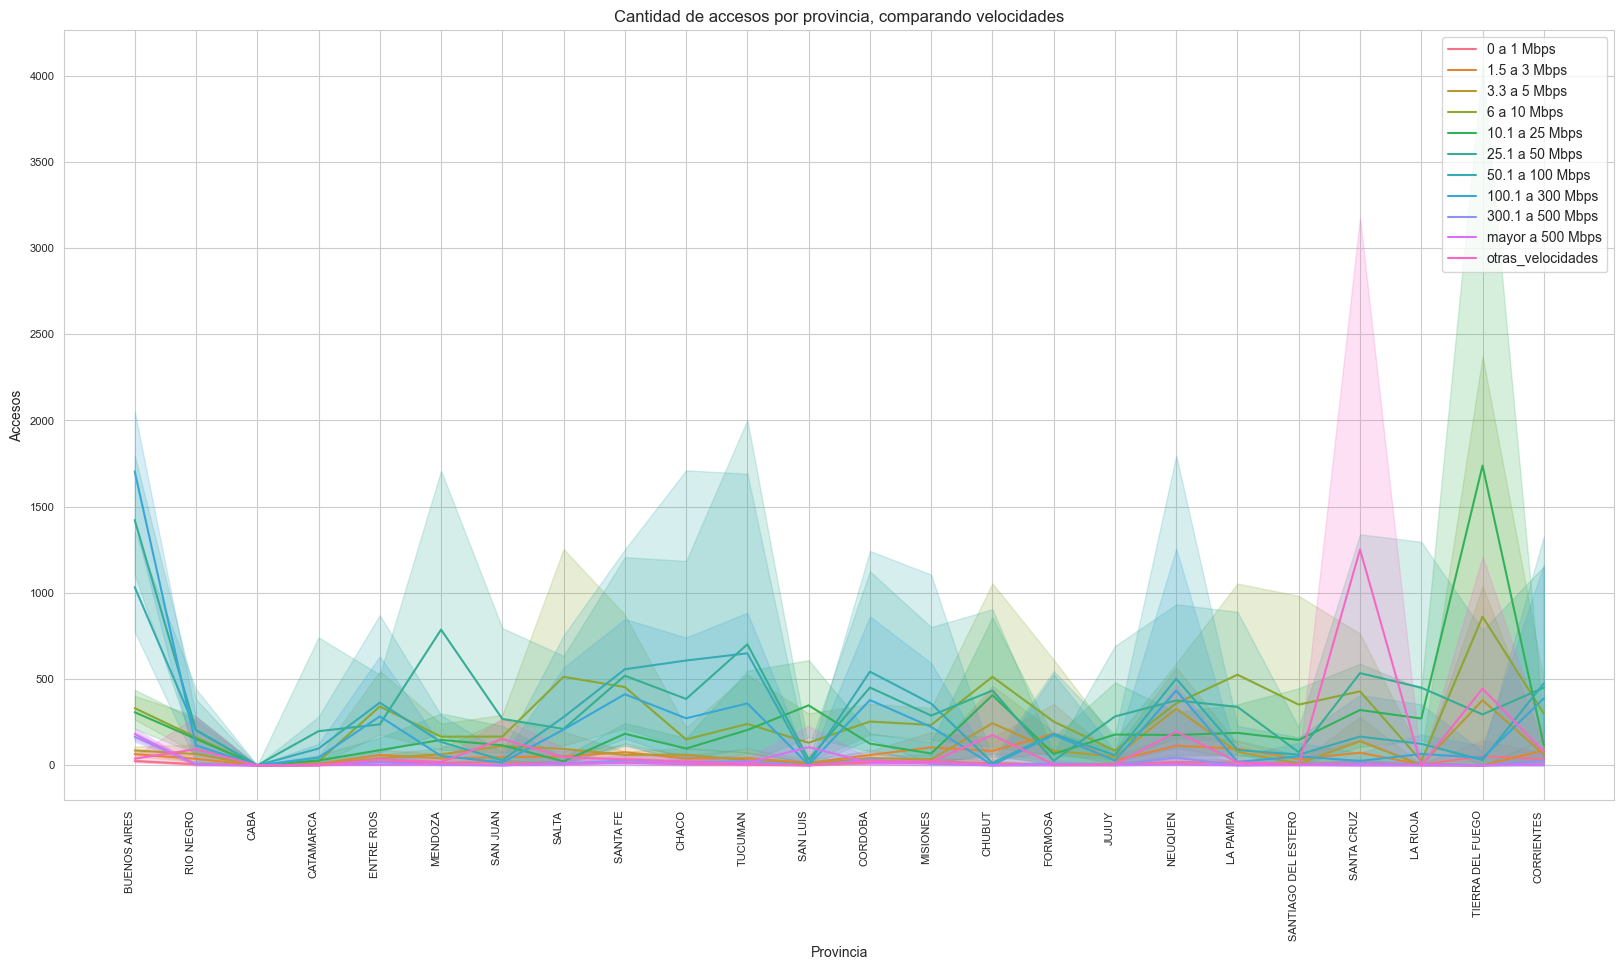 Cantidad de accesos por provincia, comparando velocidades
0 a 1 Mbps
1.5 a 3 Mbps
3.3 a 5 Mbps
6 a 10 Mbps
10.1 a 25 Mbps
25.1 a 50 Mbps
50.1 a 100 Mbps
100.1 a 300 Mbps
300.1 a 500 Mbps
mayor a 500 Mbps
otras_velocidades
Accesos
4000
3500
3000
2500
2000
1500
1000
500
0
BUENOS AIRES
RIO NEGRO
CABA
CATAMARCA
ENTRE RIOS
MENDOZA
SAN JUAN
SALTA
SANTA FE
CHACO
TUCUMAN
SAN LUIS
CORDOBA
MISIONES
CHUBUT
FORMOSA
JUJUY
NEUQUEN
LA PAMPA
SANTIAGO DEL ESTERO
SANTA CRUZ
LA RIOJA
TIERRA DEL FUEGO
CORRIENTES
Provincia